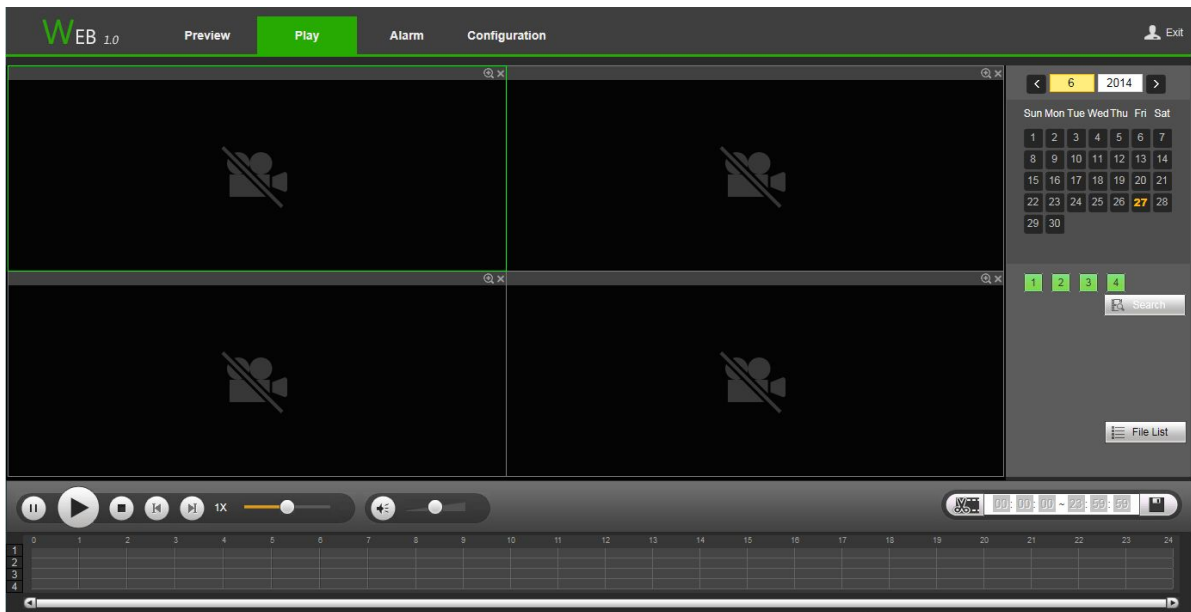 WEB 1.0 Preview Play Alarm Configuration Exit
6 2014
Sun Mon Tue Wed Thu Fri Sat
1 2 3 4 5 6 7
8 9 10 11 12 13 14
15 16 17 18 19 20 21
22 23 24 25 26 27 28
29 30
1 2 3 4
Search
File List
1X
00: 00: 00 ~ 23: 59: 59
0 1 2 3 4 5 6 7 8 9 10 11 12 13 14 15 16 17 18 19 20 21 22 23 24
1
2
3
4